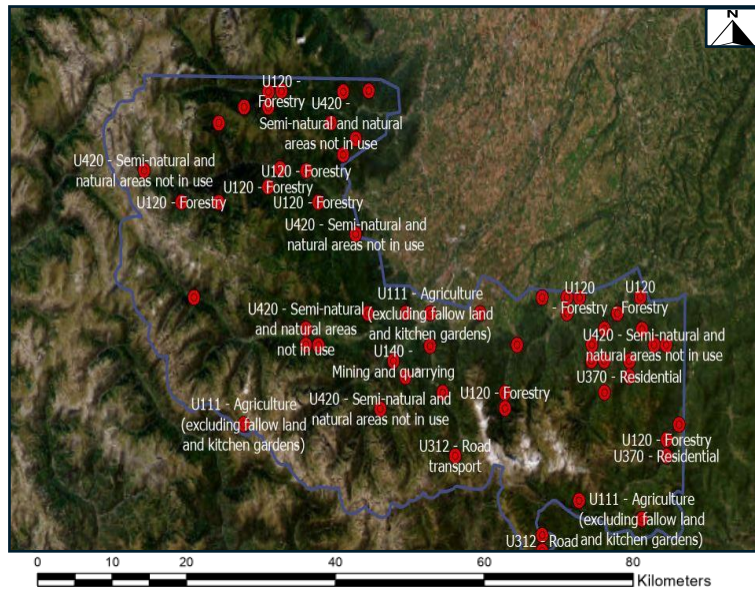 N
U120 -
Forestry
U420 -
Semi-natural and natural
areas not in use
U420 - Semi-natural and
natural areas not in use
U120 - Forestry
U120 - Forestry
U120 - Forestry
U120 - Forestry
U420 - Semi-natural and
natural areas not in use
U111 - Agriculture
(excluding fallow land
and kitchen gardens)
U120
- Forestry
U120
Forestry
U420 - Semi-natural
and natural areas
not in use
U420 - Semi-natural and
natural areas not in use
U140 -
Mining and quarrying
U370 - Residential
U420 - Semi-natural and
natural areas not in use
U120 - Forestry
U111 - Agriculture
(excluding fallow land
and kitchen gardens)
U312 - Road
transport
U120 - Forestry
U370 - Residential
U111 - Agriculture
(excluding fallow land
and kitchen gardens)
U312 - Road
0 10 20 40 60 80
Kilometers